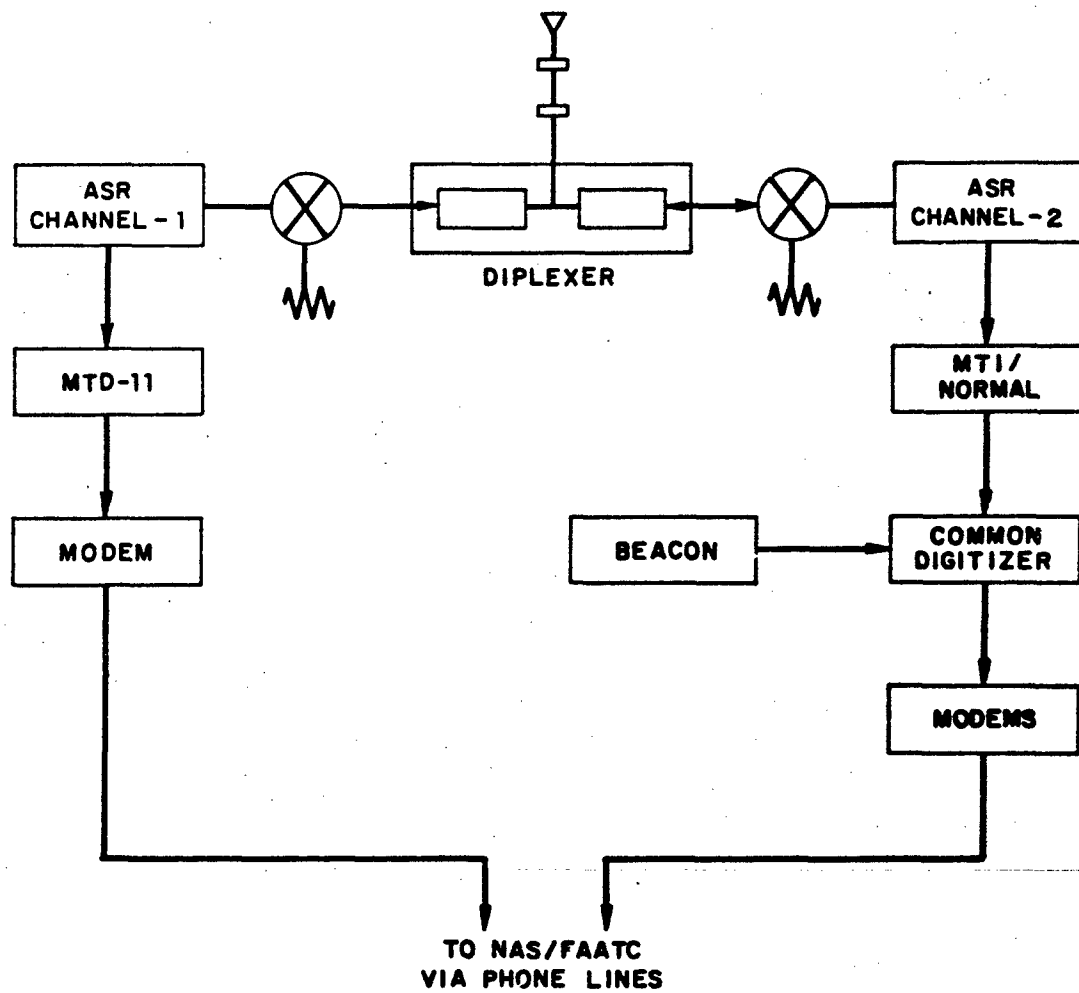 ASR
CHANNEL-1
ASR
CHANNEL-2
DIPLEXER
MTD-11
MTI/
NORMAL
MODEM
BEACON
COMMON
DIGITIZER
MODEMS
TO NAS/FAATC
VIA PHONE LINES